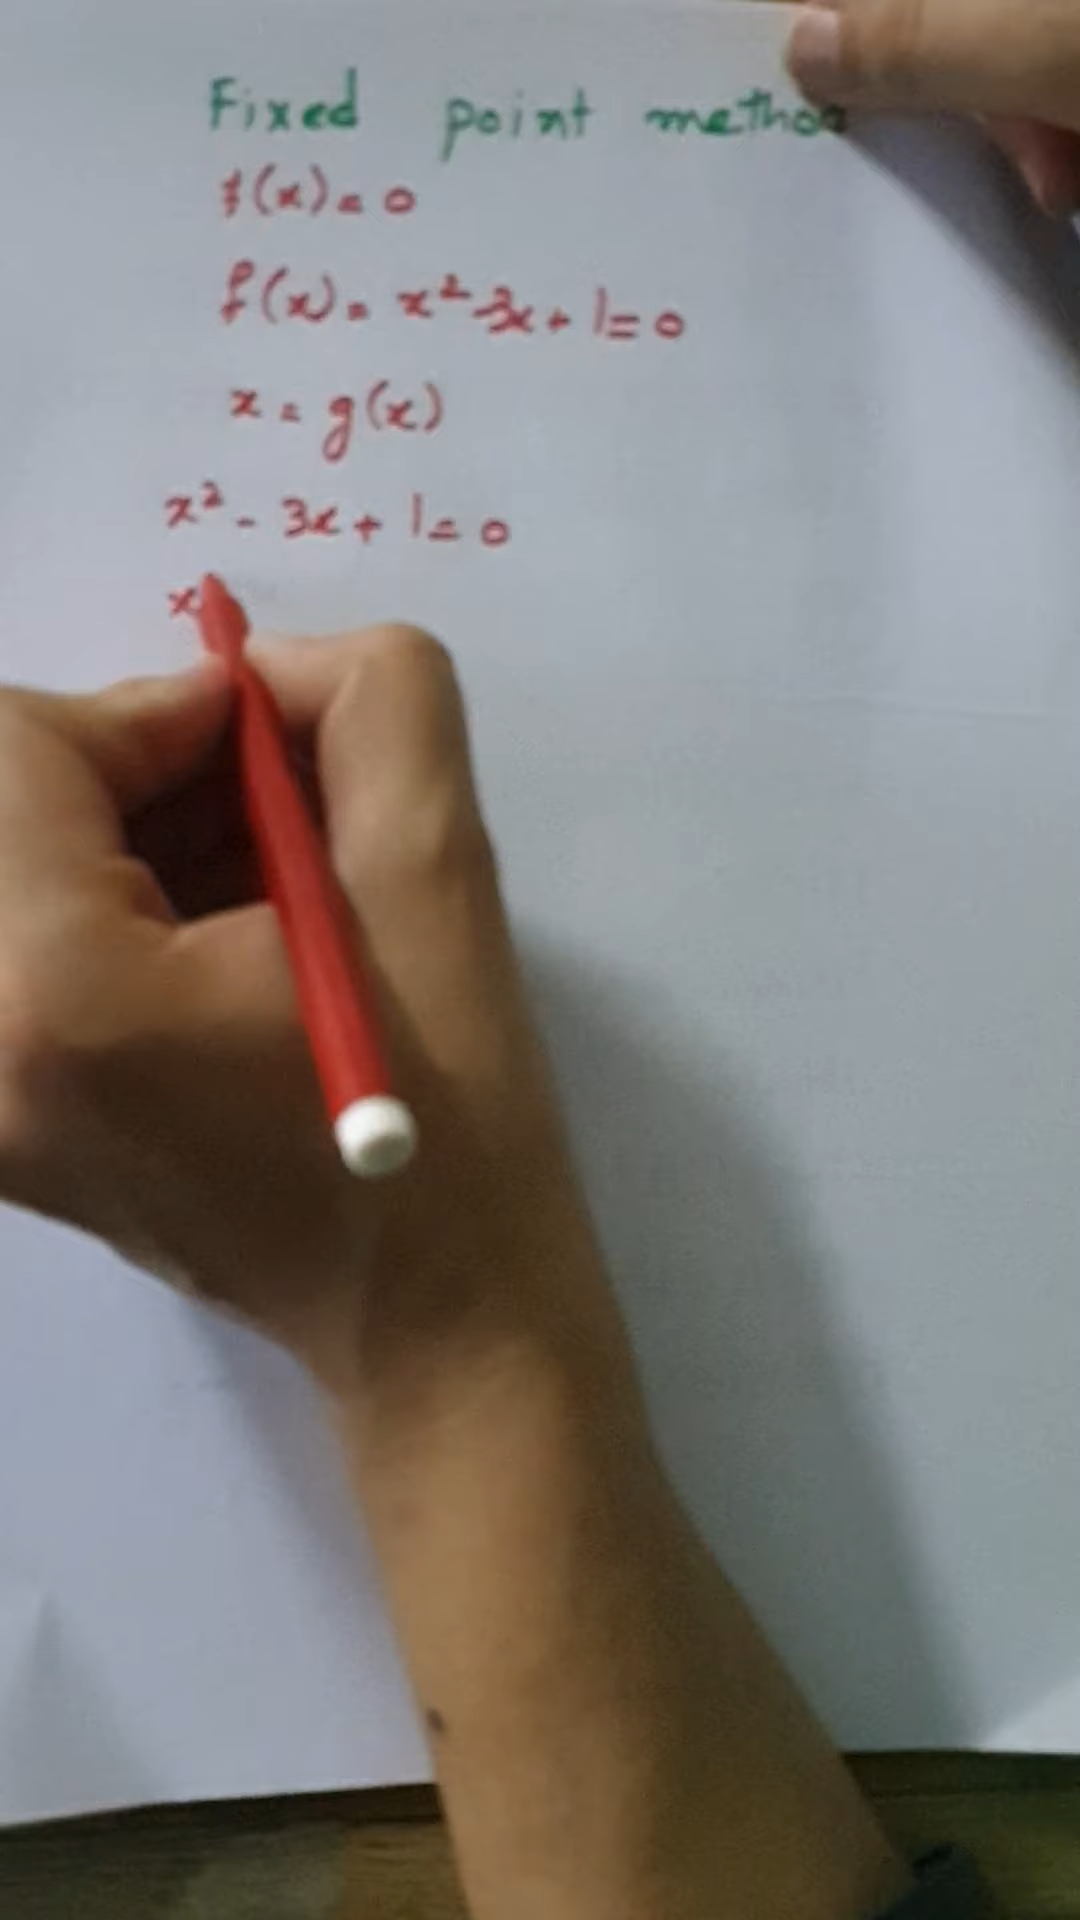 Fixed point method
f(x) = 0
f(x) = x² - 3x + 1 = 0
x = g(x)
x² - 3x + 1 = 0
x